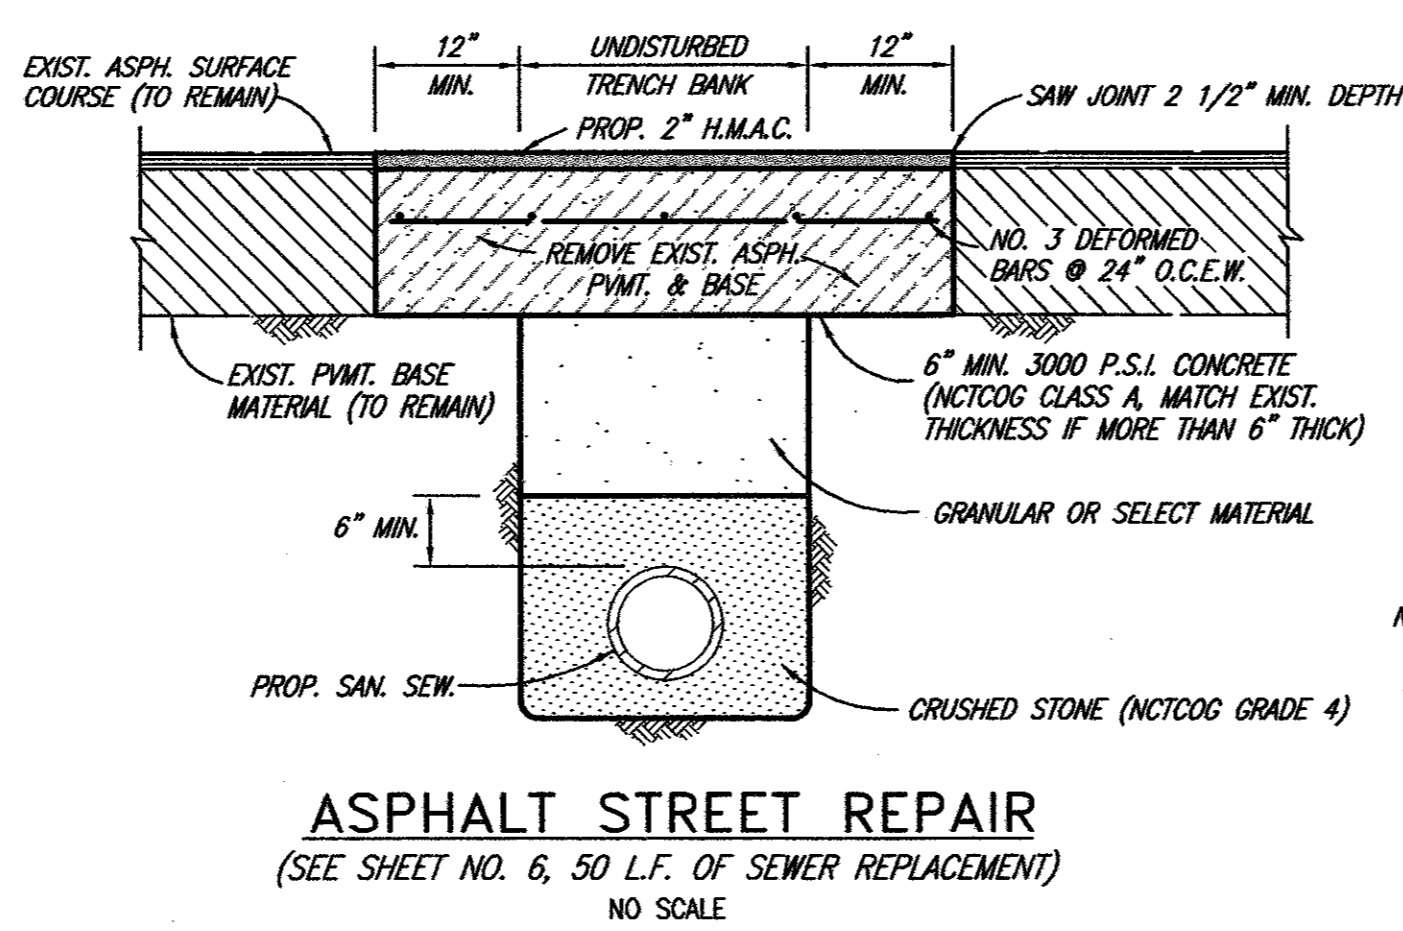 12" UNDISTURBED 12"
MIN. TRENCH BANK MIN.
EXIST. ASPH. SURFACE
COURSE (TO REMAIN)
SAW JOINT 2 1/2" MIN. DEPTH
PROP. 2" H.M.A.C.
REMOVE EXIST. ASPH.
PVMT. & BASE
NO. 3 DEFORMED
BARS @ 24" O.C.E.W.
EXIST. PVMT. BASE
MATERIAL (TO REMAIN)
6" MIN. 3000 P.S.I. CONCRETE
(NCTCOG CLASS A, MATCH EXIST.
THICKNESS IF MORE THAN 6" THICK)
6" MIN.
GRANULAR OR SELECT MATERIAL
PROP. SAN. SEW.
CRUSHED STONE (NCTCOG GRADE 4)
ASPHALT STREET REPAIR
(SEE SHEET NO. 6, 50 L.F. OF SEWER REPLACEMENT)
NO SCALE